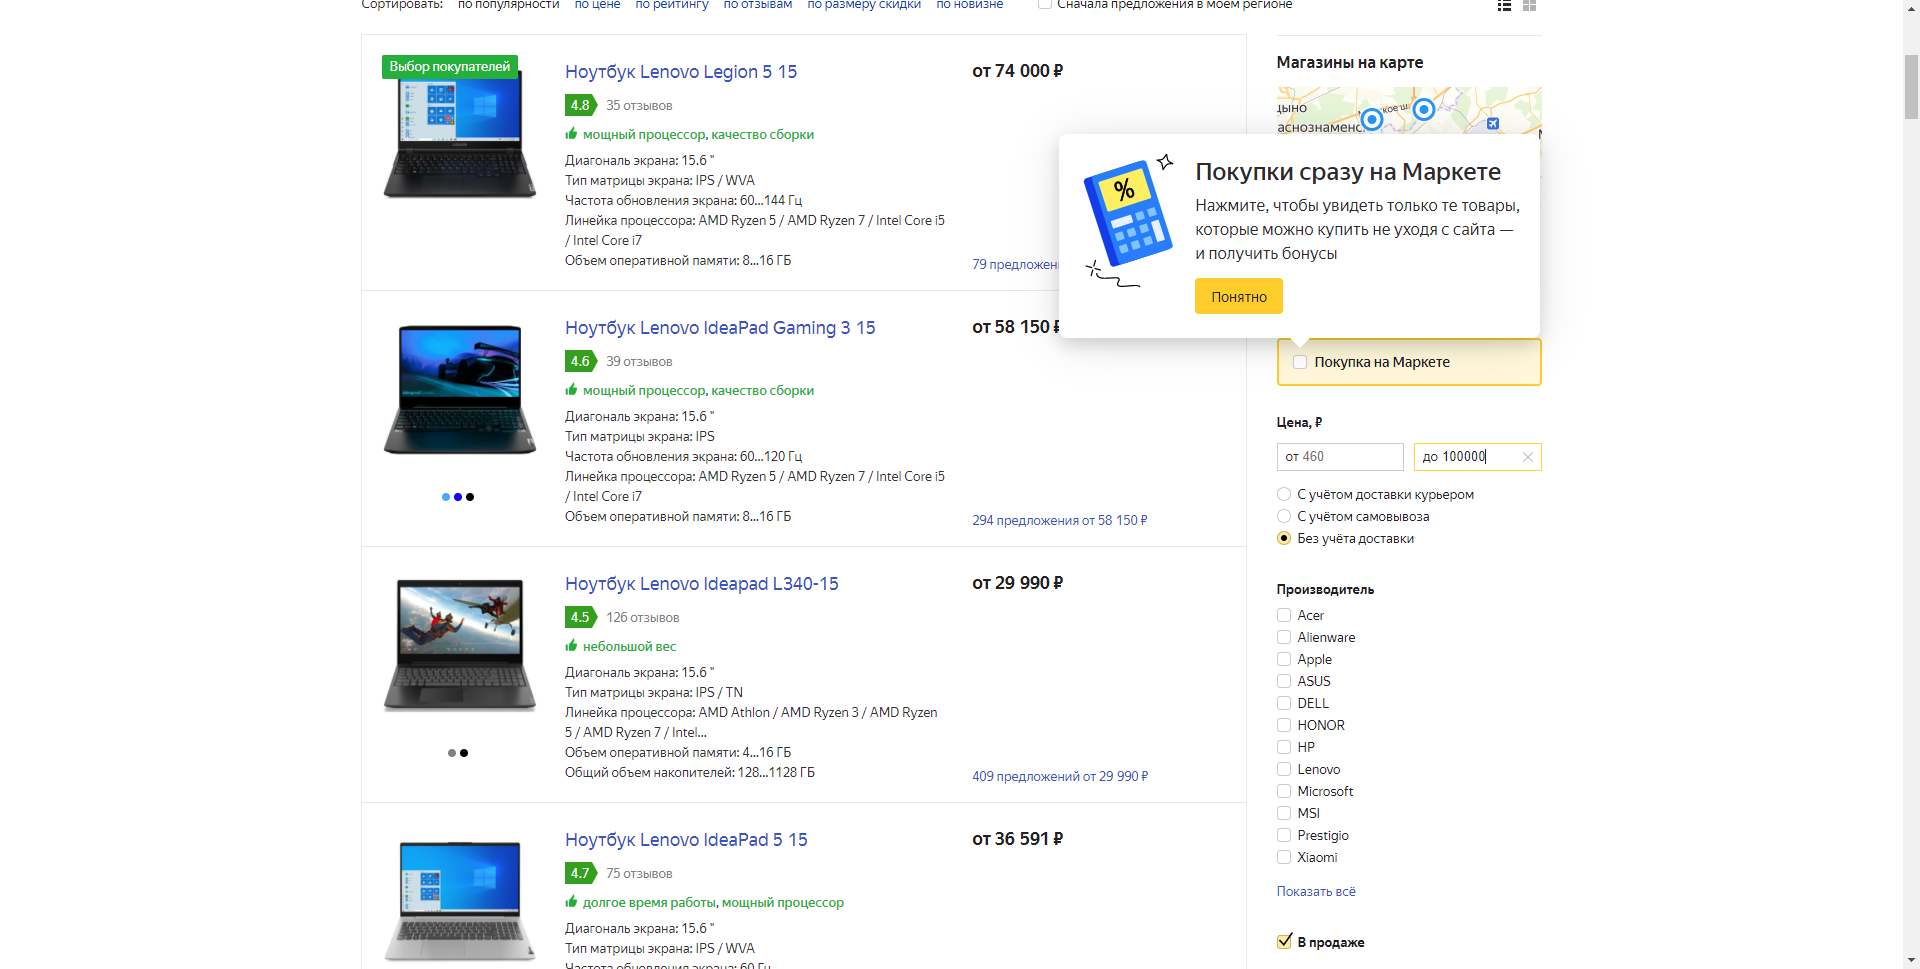 Сортировать: по популярности по цене по рейтингу по отзывам по размеру скидки по новизне Сначала предложения в моём регионе
Выбор покупателей
Ноутбук Lenovo Legion 5 15
4.8 35 отзывов
мощный процессор, качество сборки
Диагональ экрана: 15.6 "
Тип матрицы экрана: IPS / WVA
Частота обновления экрана: 60...144 Гц
Линейка процессора: AMD Ryzen 5 / AMD Ryzen 7 / Intel Core i5
/ Intel Core i7
Объем оперативной памяти: 8...16 ГБ
от 74 000 ₽
79 предложен
Ноутбук Lenovo IdeaPad Gaming 3 15
4.6 39 отзывов
мощный процессор, качество сборки
Диагональ экрана: 15.6 "
Тип матрицы экрана: IPS
Частота обновления экрана: 60...120 Гц
Линейка процессора: AMD Ryzen 5 / AMD Ryzen 7 / Intel Core i5
/ Intel Core i7
Объем оперативной памяти: 8...16 ГБ
от 58 150 ₽
294 предложения от 58 150 ₽
Ноутбук Lenovo Ideapad L340-15
4.5 126 отзывов
небольшой вес
Диагональ экрана: 15.6 "
Тип матрицы экрана: IPS / TN
Линейка процессора: AMD Athlon / AMD Ryzen 3 / AMD Ryzen
5 / AMD Ryzen 7 / Intel...
Объем оперативной памяти: 4...16 ГБ
Общий объем накопителей: 128...1128 ГБ
от 29 990 ₽
409 предложений от 29 990 ₽
Ноутбук Lenovo IdeaPad 5 15
4.7 75 отзывов
долгое время работы, мощный процессор
Диагональ экрана: 15.6 "
Тип матрицы экрана: IPS / WVA
Частота обновления экрана: 60 Гц
от 36 591 ₽
Магазины на карте
цыно
кое ш.
аснознаменс
%
Покупки сразу на Маркете
Нажмите, чтобы увидеть только те товары,
которые можно купить не уходя с сайта —
и получить бонусы
Понятно
Покупка на Маркете
Цена, ₽
от 460 до 100000
С учётом доставки курьером
С учётом самовывоза
Без учёта доставки
Производитель
Acer
Alienware
Apple
ASUS
DELL
HONOR
HP
Lenovo
Microsoft
MSI
Prestigio
Xiaomi
Показать всё
В продаже